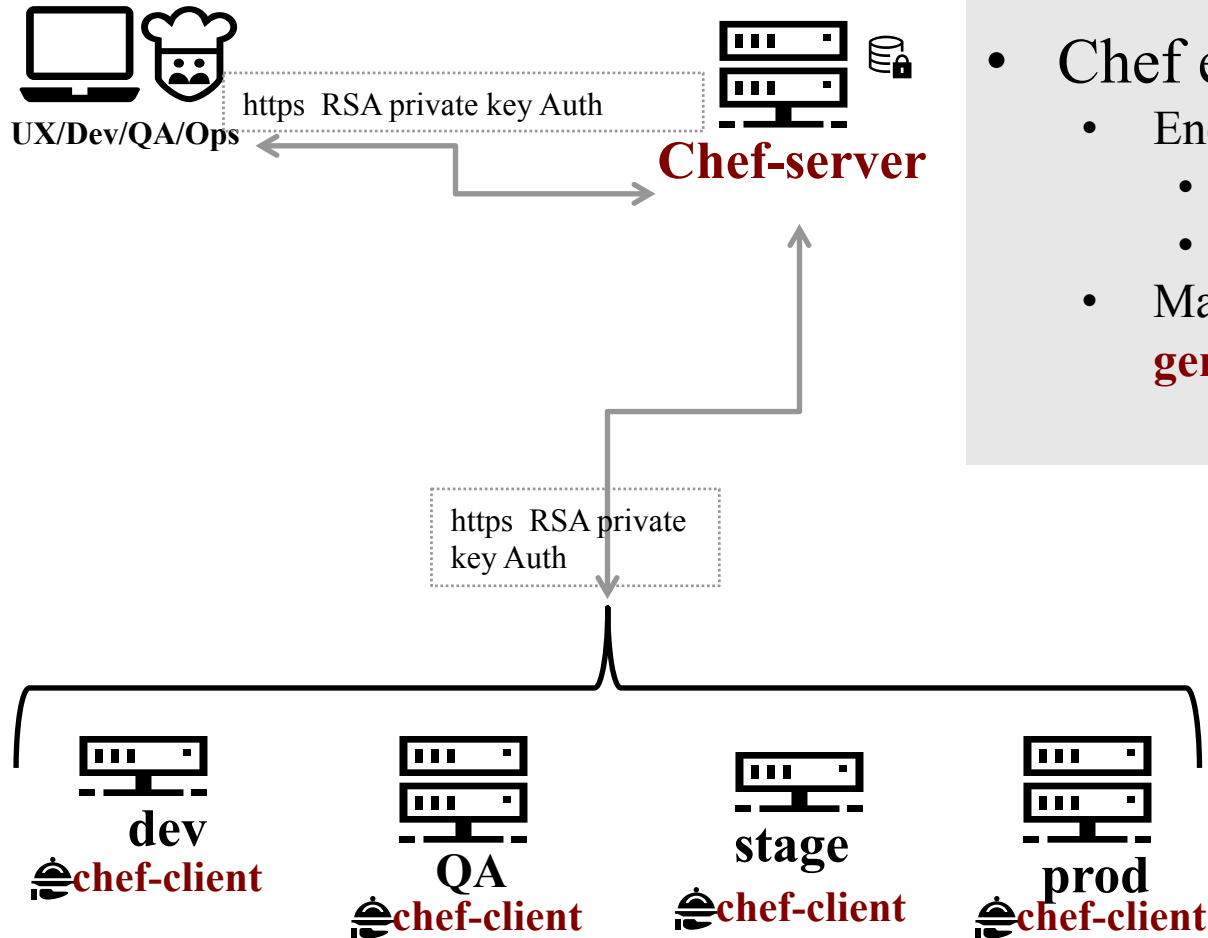 https RSA private key Auth
UX/Dev/QA/Ops
Chef-server
• Chef
•
•
•
•
https RSA private
key Auth
dev
chef-client
QA
chef-client
stage
chef-client
prod
chef-client